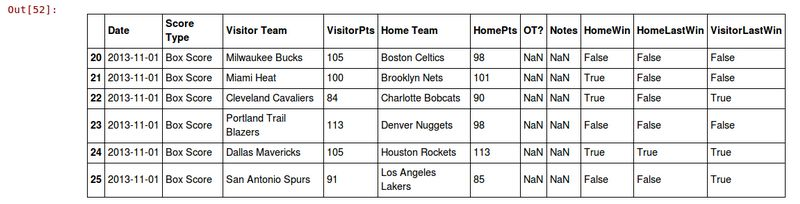 Out[52]:
Date Score Type Visitor Team VisitorPts Home Team HomePts OT? Notes HomeWin HomeLastWin VisitorLastWin
20 2013-11-01 Box Score Milwaukee Bucks 105 Boston Celtics 98 NaN NaN False False False
21 2013-11-01 Box Score Miami Heat 100 Brooklyn Nets 101 NaN NaN True False False
22 2013-11-01 Box Score Cleveland Cavaliers 84 Charlotte Bobcats 90 NaN NaN True False True
23 2013-11-01 Box Score Portland Trail Blazers 113 Denver Nuggets 98 NaN NaN False False False
24 2013-11-01 Box Score Dallas Mavericks 105 Houston Rockets 113 NaN NaN True True True
25 2013-11-01 Box Score San Antonio Spurs 91 Los Angeles Lakers 85 NaN NaN False False True